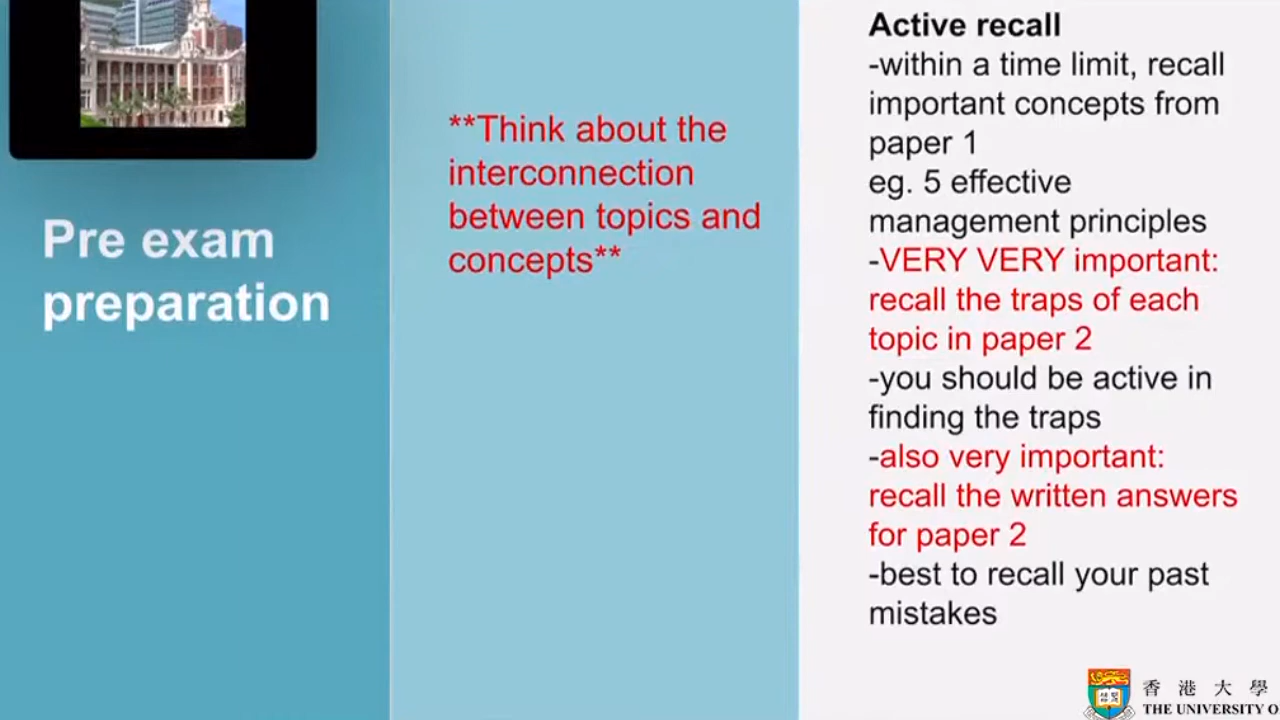 Pre exam
preparation
**Think about the
interconnection
between topics and
concepts**
Active recall
-within a time limit, recall
important concepts from
paper 1
eg. 5 effective
management principles
-VERY VERY important:
recall the traps of each
topic in paper 2
-you should be active in
finding the traps
-also very important:
recall the written answers
for paper 2
-best to recall your past
mistakes
香港大學
THE UNIVERSITY O